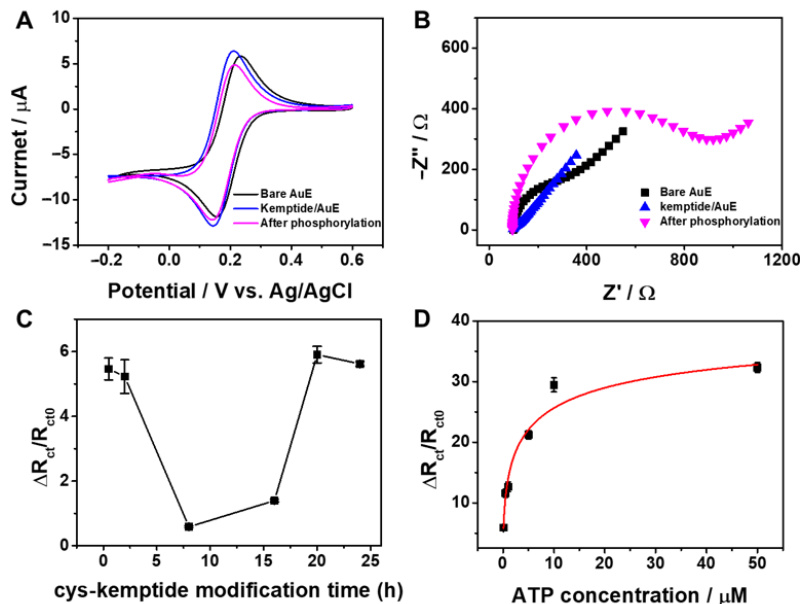 A
Currnet / μA
10
5
0
-5
-10
-15
Bare AuE
Kemptide/AuE
After phosphorylation
-0.2 0.0 0.2 0.4 0.6
Potential / V vs. Ag/AgCl
B
-Z'' / Ω
600
400
200
0
Bare AuE
kemptide/AuE
After phosphorylation
0 400 800 1200
Z' / Ω
C
ΔRct/Rct0
6
4
2
0
0 5 10 15 20 25
cys-kemptide modification time (h)
D
ΔRct/Rct0
40
30
20
10
0 10 20 30 40 50
ATP concentration / μM